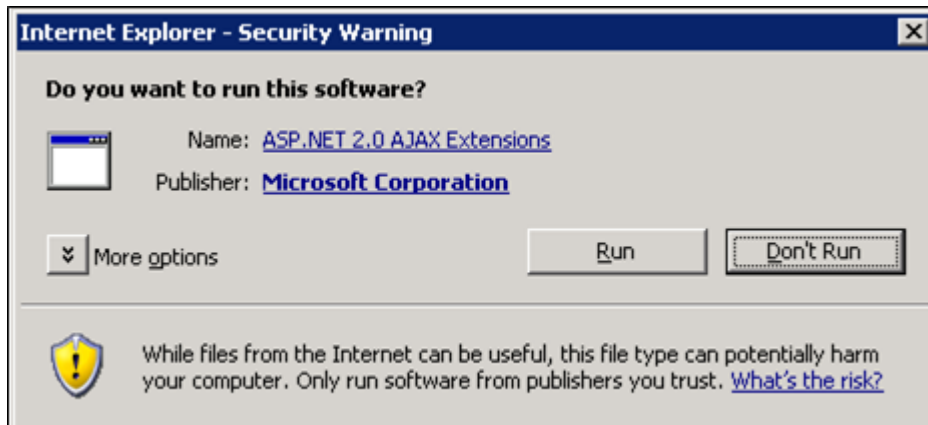 Internet Explorer - Security Warning
Do you want to run this software?
Name: ASP.NET 2.0 AJAX Extensions
Publisher: Microsoft Corporation
More options
Run
Don't Run
While files from the Internet can be useful, this file type can potentially harm
your computer. Only run software from publishers you trust. What's the risk?